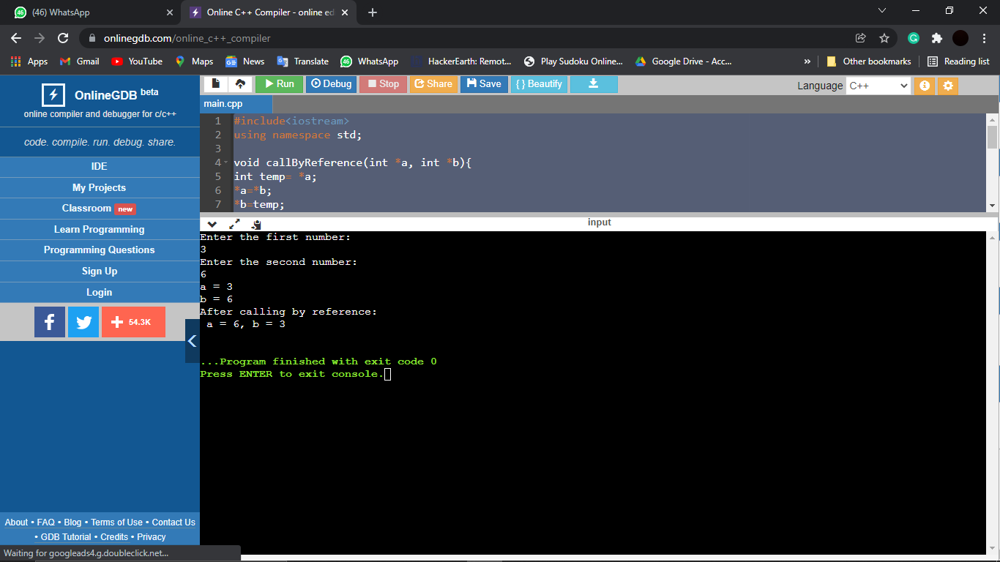 (46) WhatsApp
Online C++ Compiler - online ed
onlinegdb.com/online_c++_compiler
Apps Gmail YouTube Maps News Translate WhatsApp HackerEarth: Remot... Play Sudoku Online... Google Drive - Acc... » Other bookmarks Reading list
OnlineGDB beta
online compiler and debugger for c/c++
code. compile. run. debug. share.
IDE
My Projects
Classroom new
Learn Programming
Programming Questions
Sign Up
Login
54.3K
About • FAQ • Blog • Terms of Use • Contact Us
• GDB Tutorial • Credits • Privacy
Waiting for googleads4.g.doubleclick.net...
Run Debug Stop Share Save { } Beautify Language C++
main.cpp
1 #include<iostream>
2 using namespace std;
3
4 void callByReference(int *a, int *b){
5 int temp= *a;
6 *a=*b;
7 *b=temp;
input
Enter the first number:
3
Enter the second number:
6
a = 3
b = 6
After calling by reference:
a = 6, b = 3
...Program finished with exit code 0
Press ENTER to exit console.